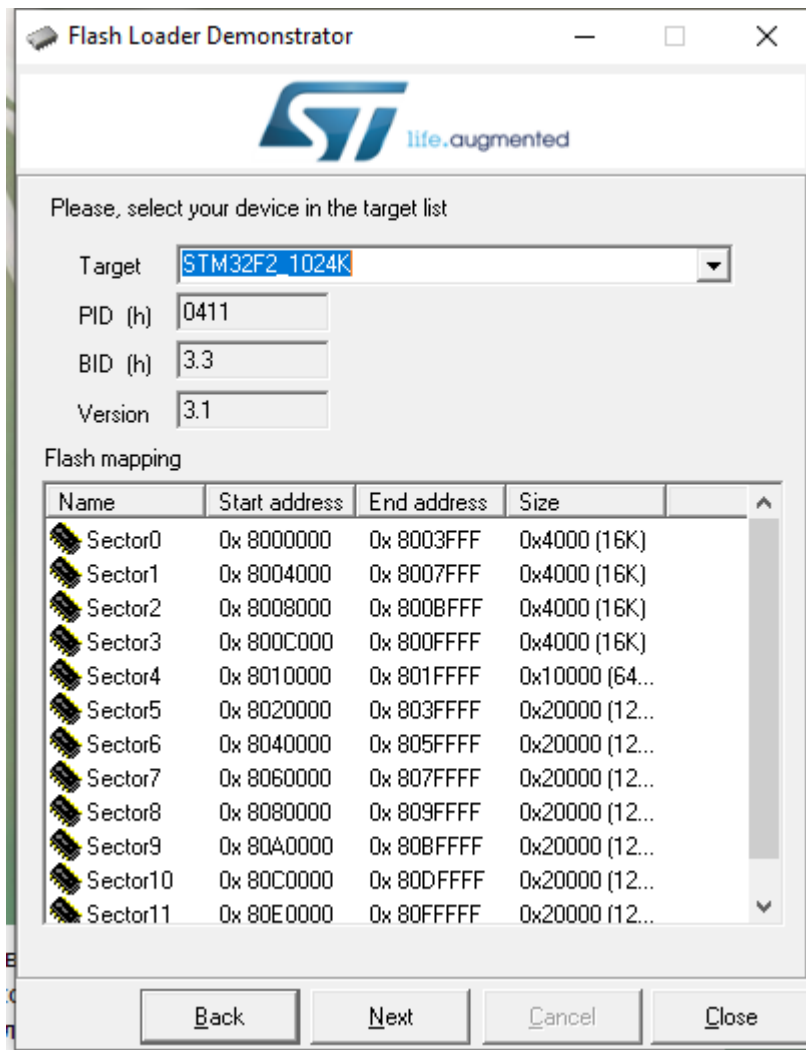 Flash Loader Demonstrator
ST life.augmented
Please, select your device in the target list
Target STM32F2_1024K
PID (h) 0411
BID (h) 3.3
Version 3.1
Flash mapping
Name Start address End address Size
Sector0 0x 8000000 0x 8003FFF 0x4000 (16K)
Sector1 0x 8004000 0x 8007FFF 0x4000 (16K)
Sector2 0x 8008000 0x 800BFFF 0x4000 (16K)
Sector3 0x 800C000 0x 800FFFF 0x4000 (16K)
Sector4 0x 8010000 0x 801FFFF 0x10000 (64...
Sector5 0x 8020000 0x 803FFFF 0x20000 (12...
Sector6 0x 8040000 0x 805FFFF 0x20000 (12...
Sector7 0x 8060000 0x 807FFFF 0x20000 (12...
Sector8 0x 8080000 0x 809FFFF 0x20000 (12...
Sector9 0x 80A0000 0x 80BFFFF 0x20000 (12...
Sector10 0x 80C0000 0x 80DFFFF 0x20000 (12...
Sector11 0x 80E0000 0x 80FFFFF 0x20000 (12...
Back Next Cancel Close